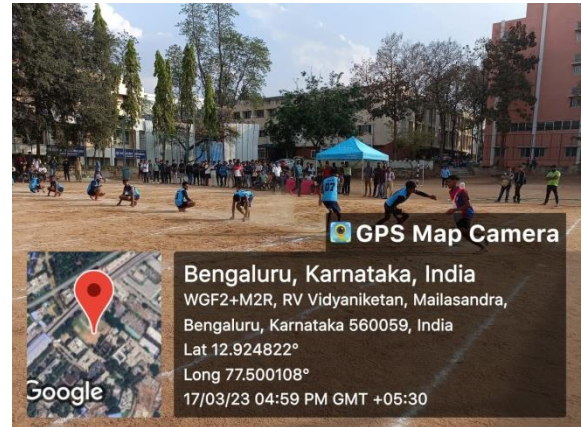 07
GPS Map Camera
Bengaluru, Karnataka, India
WGF2+M2R, RV Vidyaniketan, Mailasandra,
Bengaluru, Karnataka 560059, India
Lat 12.924822°
Long 77.500108°
17/03/23 04:59 PM GMT +05:30
Google